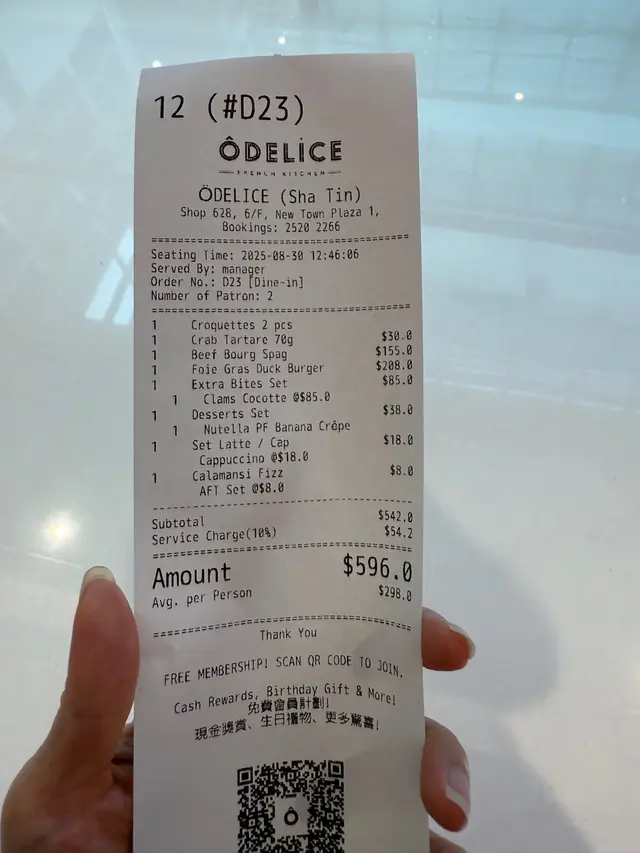 12 (#D23)
ÔDELİCE
FRENCH KITCHEN
ÖDELICE (Sha Tin)
Shop 628, 6/F, New Town Plaza 1,
Bookings: 2520 2266
Seating Time: 2025-08-30 12:46:06
Served By: manager
Order No.: D23 [Dine-in]
Number of Patron: 2
1 Croquettes 2 pcs
1 Crab Tartare 70g $30.0
1 Beef Bourg Spag $155.0
1 Foie Gras Duck Burger $208.0
1 Extra Bites Set $85.0
1 Clams Cocotte @$85.0
1 Desserts Set $38.0
1 Nutella PF Banana Crêpe
1 Set Latte / Cap $18.0
Cappuccino @$18.0
1 Calamansi Fizz $8.0
AFT Set @$8.0
Subtotal $542.0
Service Charge(10%) $54.2
Amount $596.0
Avg. per Person $298.0
Thank You
FREE MEMBERSHIP! SCAN QR CODE TO JOIN.
Cash Rewards, Birthday Gift & More!
免費會員計劃!
現金獎賞、生日禮物、更多驚喜!
Ô